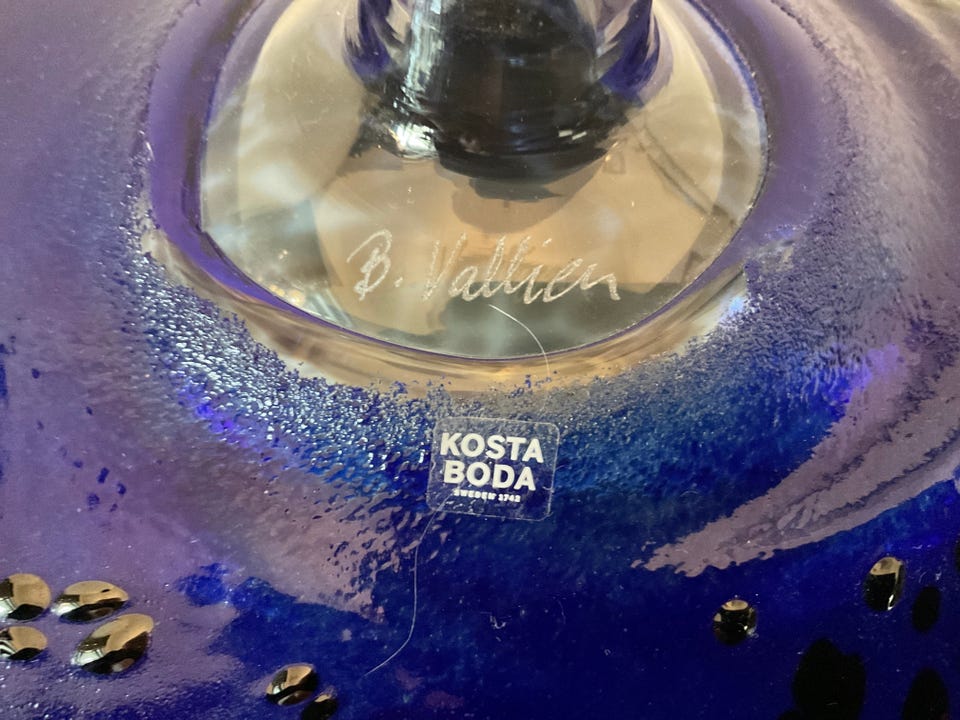 B. Vallien
KOSTA
BODA
SWEDEN 1742